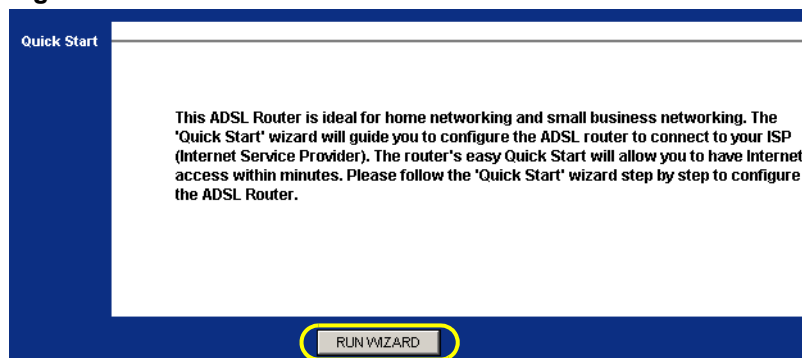 Quick Start
This ADSL Router is ideal for home networking and small business networking. The
'Quick Start' wizard will guide you to configure the ADSL router to connect to your ISP
(Internet Service Provider). The router's easy Quick Start will allow you to have Internet
access within minutes. Please follow the 'Quick Start' wizard step by step to configure
the ADSL Router.
RUN WIZARD